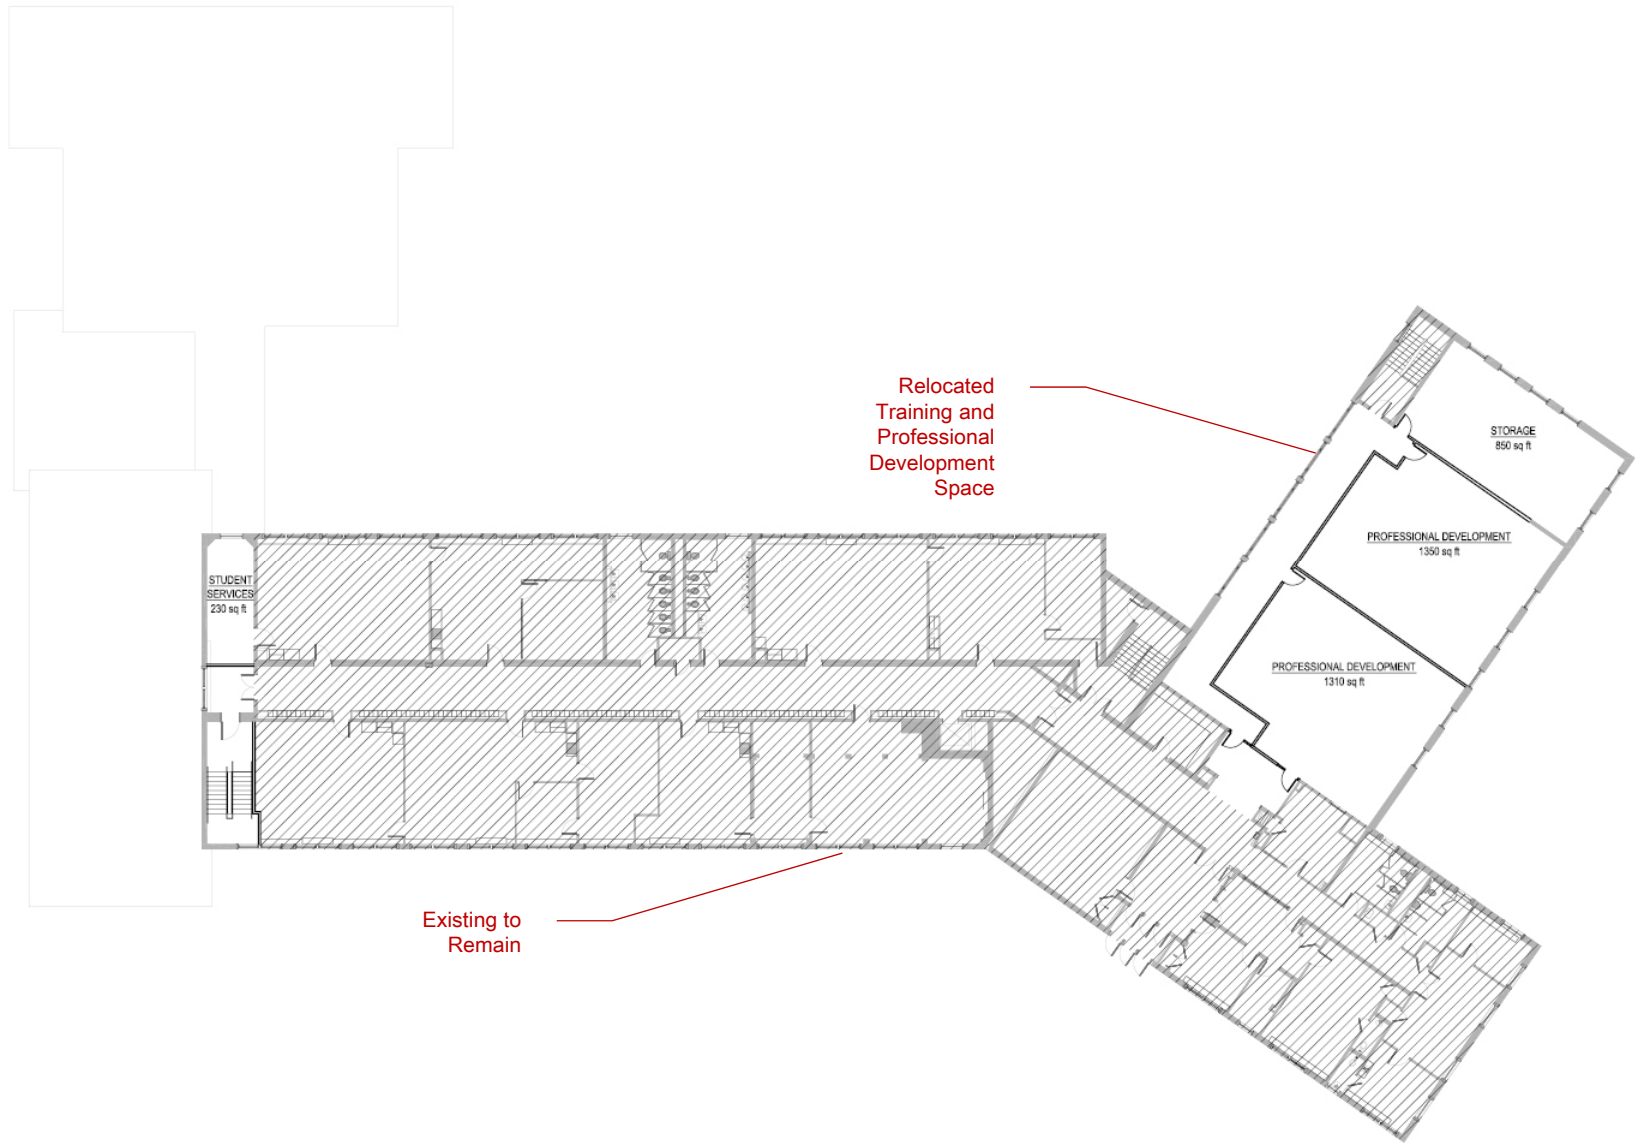 Relocated
Training and
Professional
Development
Space
STORAGE
850 sq ft
PROFESSIONAL DEVELOPMENT
1350 sq ft
STUDENT
SERVICES
230 sq ft
PROFESSIONAL DEVELOPMENT
1310 sq ft
Existing to
Remain